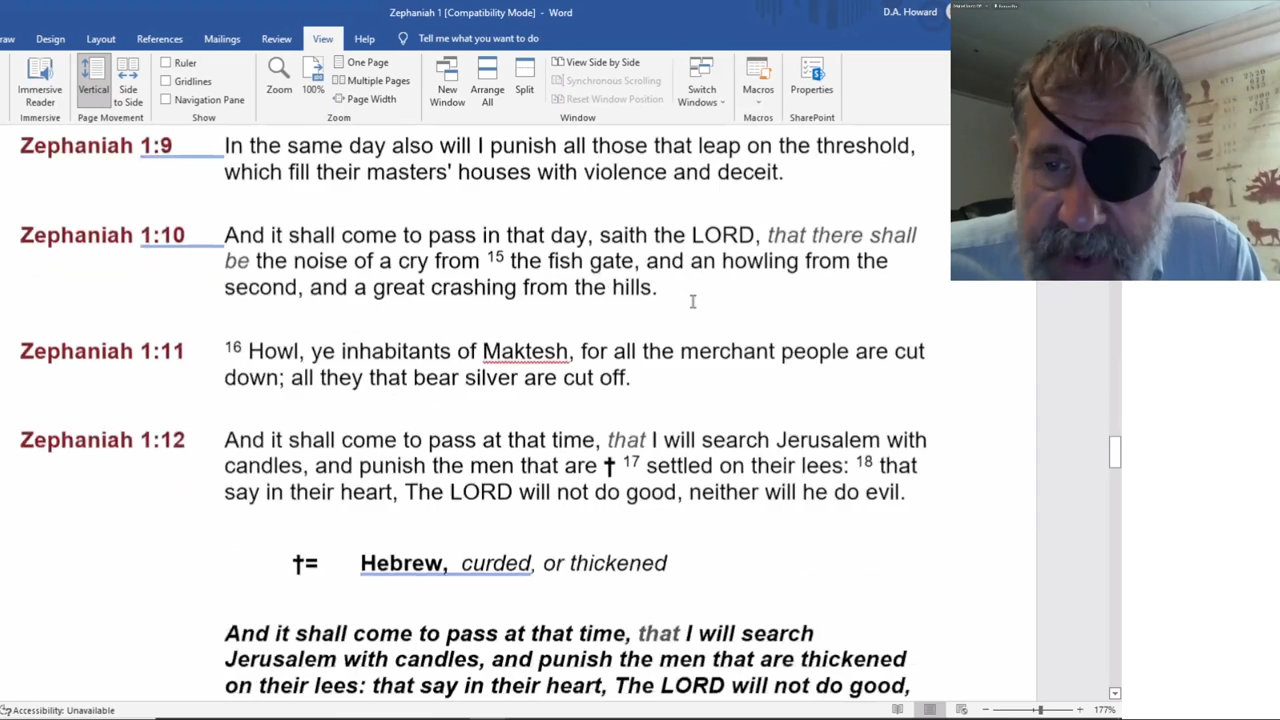 Zephaniah 1 [Compatibility Mode] - Word
D.A. Howard
raw Design Layout References Mailings Review View Help Tell me what you want to do
Immersive Reader
Vertical
Side to Side
Ruler
Gridlines
Navigation Pane
Zoom
100%
One Page
Multiple Pages
Page Width
New Window
Arrange All
Split
View Side by Side
Synchronous Scrolling
Reset Window Position
Switch Windows
Macros
Properties
Immersive Page Movement Show Zoom Window Macros SharePoint
Zephaniah 1:9 In the same day also will I punish all those that leap on the threshold,
which fill their masters' houses with violence and deceit.
Zephaniah 1:10 And it shall come to pass in that day, saith the LORD, that there shall
be the noise of a cry from 15 the fish gate, and an howling from the
second, and a great crashing from the hills.
Zephaniah 1:11 16 Howl, ye inhabitants of Maktesh, for all the merchant people are cut
down; all they that bear silver are cut off.
Zephaniah 1:12 And it shall come to pass at that time, that I will search Jerusalem with
candles, and punish the men that are † 17 settled on their lees: 18 that
say in their heart, The LORD will not do good, neither will he do evil.
†= Hebrew, curded, or thickened
And it shall come to pass at that time, that I will search
Jerusalem with candles, and punish the men that are thickened
on their lees: that say in their heart, The LORD will not do good,
Accessibility: Unavailable
177%